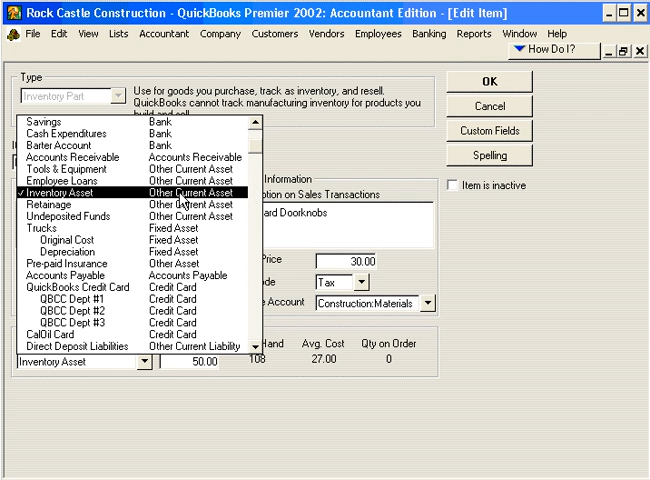 Rock Castle Construction - QuickBooks Premier 2002: Accountant Edition - [Edit Item]
File Edit View Lists Accountant Company Customers Vendors Employees Banking Reports Window Help
How Do I?
Type
Inventory Part
Use for goods you purchase, track as inventory, and resell.
QuickBooks cannot track manufacturing inventory for products you
OK
Cancel
Custom Fields
Spelling
Item is inactive
Savings Bank
Cash Expenditures Bank
Barter Account Bank
Accounts Receivable Accounts Receivable
Tools & Equipment Other Current Asset
Employee Loans Other Current Asset
Inventory Asset Other Current Asset
Retainage Other Current Asset
Undeposited Funds Other Current Asset
Trucks Fixed Asset
Original Cost Fixed Asset
Depreciation Fixed Asset
Pre-paid Insurance Other Asset
Accounts Payable Accounts Payable
QuickBooks Credit Card Credit Card
QBCC Dept #1 Credit Card
QBCC Dept #2 Credit Card
QBCC Dept #3 Credit Card
CalOil Card Credit Card
Direct Deposit Liabilities Other Current Liability
Information
ption on Sales Transactions
ard Doorknobs
Price 30.00
de Tax
Account Construction:Materials
Hand Avg. Cost Qty on Order
Inventory Asset 50.00 108 27.00 0